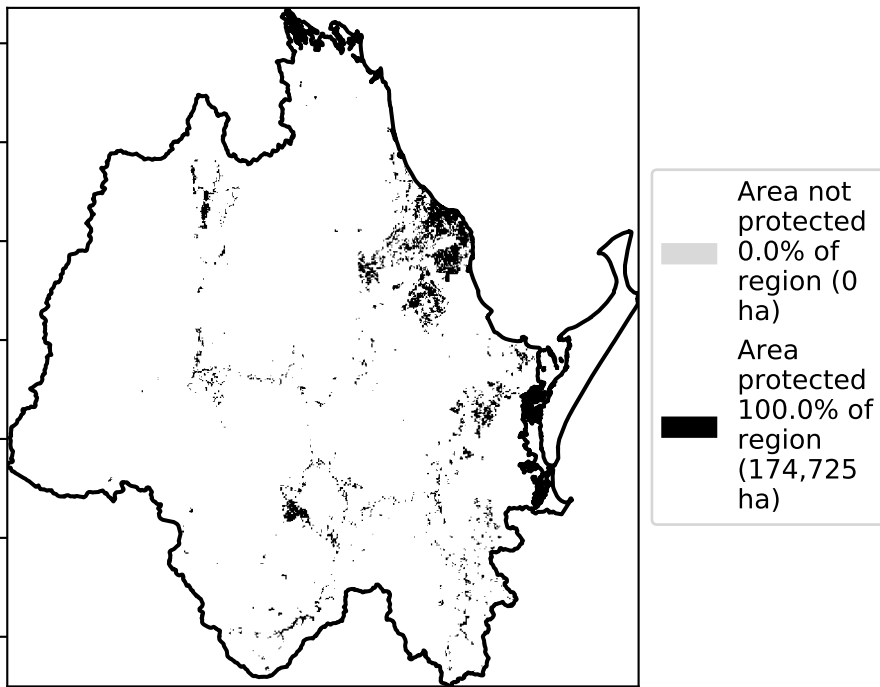 Area not
protected
0.0% of
region (0
ha)
Area
protected
100.0% of
region
(174,725
ha)